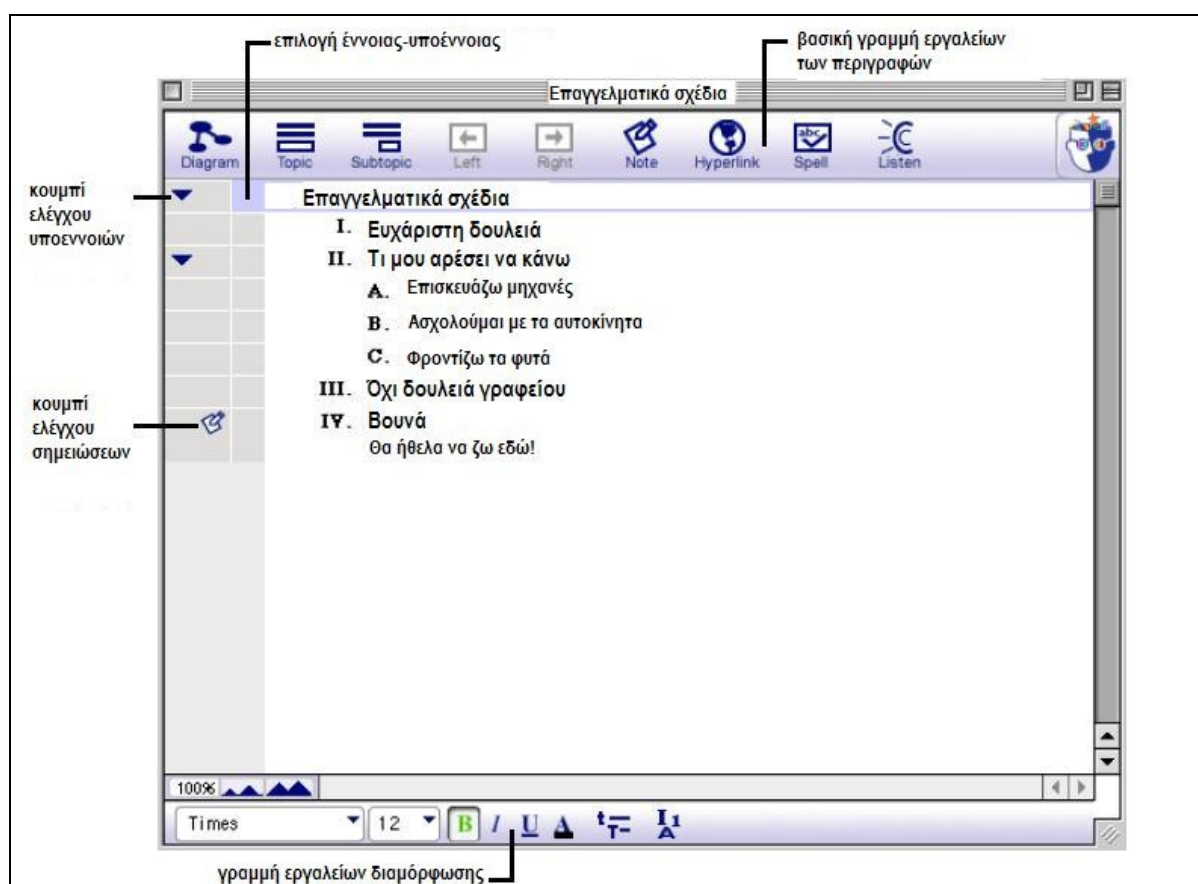 επιλογή έννοιας-υποέννοιας
βασική γραμμή εργαλείων
των περιγραφών
Επαγγελματικά σχέδια
Diagram Topic Subtopic Left Right Note Hyperlink Spell Listen
abc
κουμπί
ελέγχου
υποεννοιών
Επαγγελματικά σχέδια
I. Ευχάριστη δουλειά
II. Τι μου αρέσει να κάνω
A. Επισκευάζω μηχανές
B. Ασχολούμαι με τα αυτοκίνητα
C. Φροντίζω τα φυτά
III. Όχι δουλειά γραφείου
κουμπί
ελέγχου
σημειώσεων
IV. Βουνά
Θα ήθελα να ζω εδώ!
100%
Times 12 B I U A
γραμμή εργαλείων διαμόρφωσης